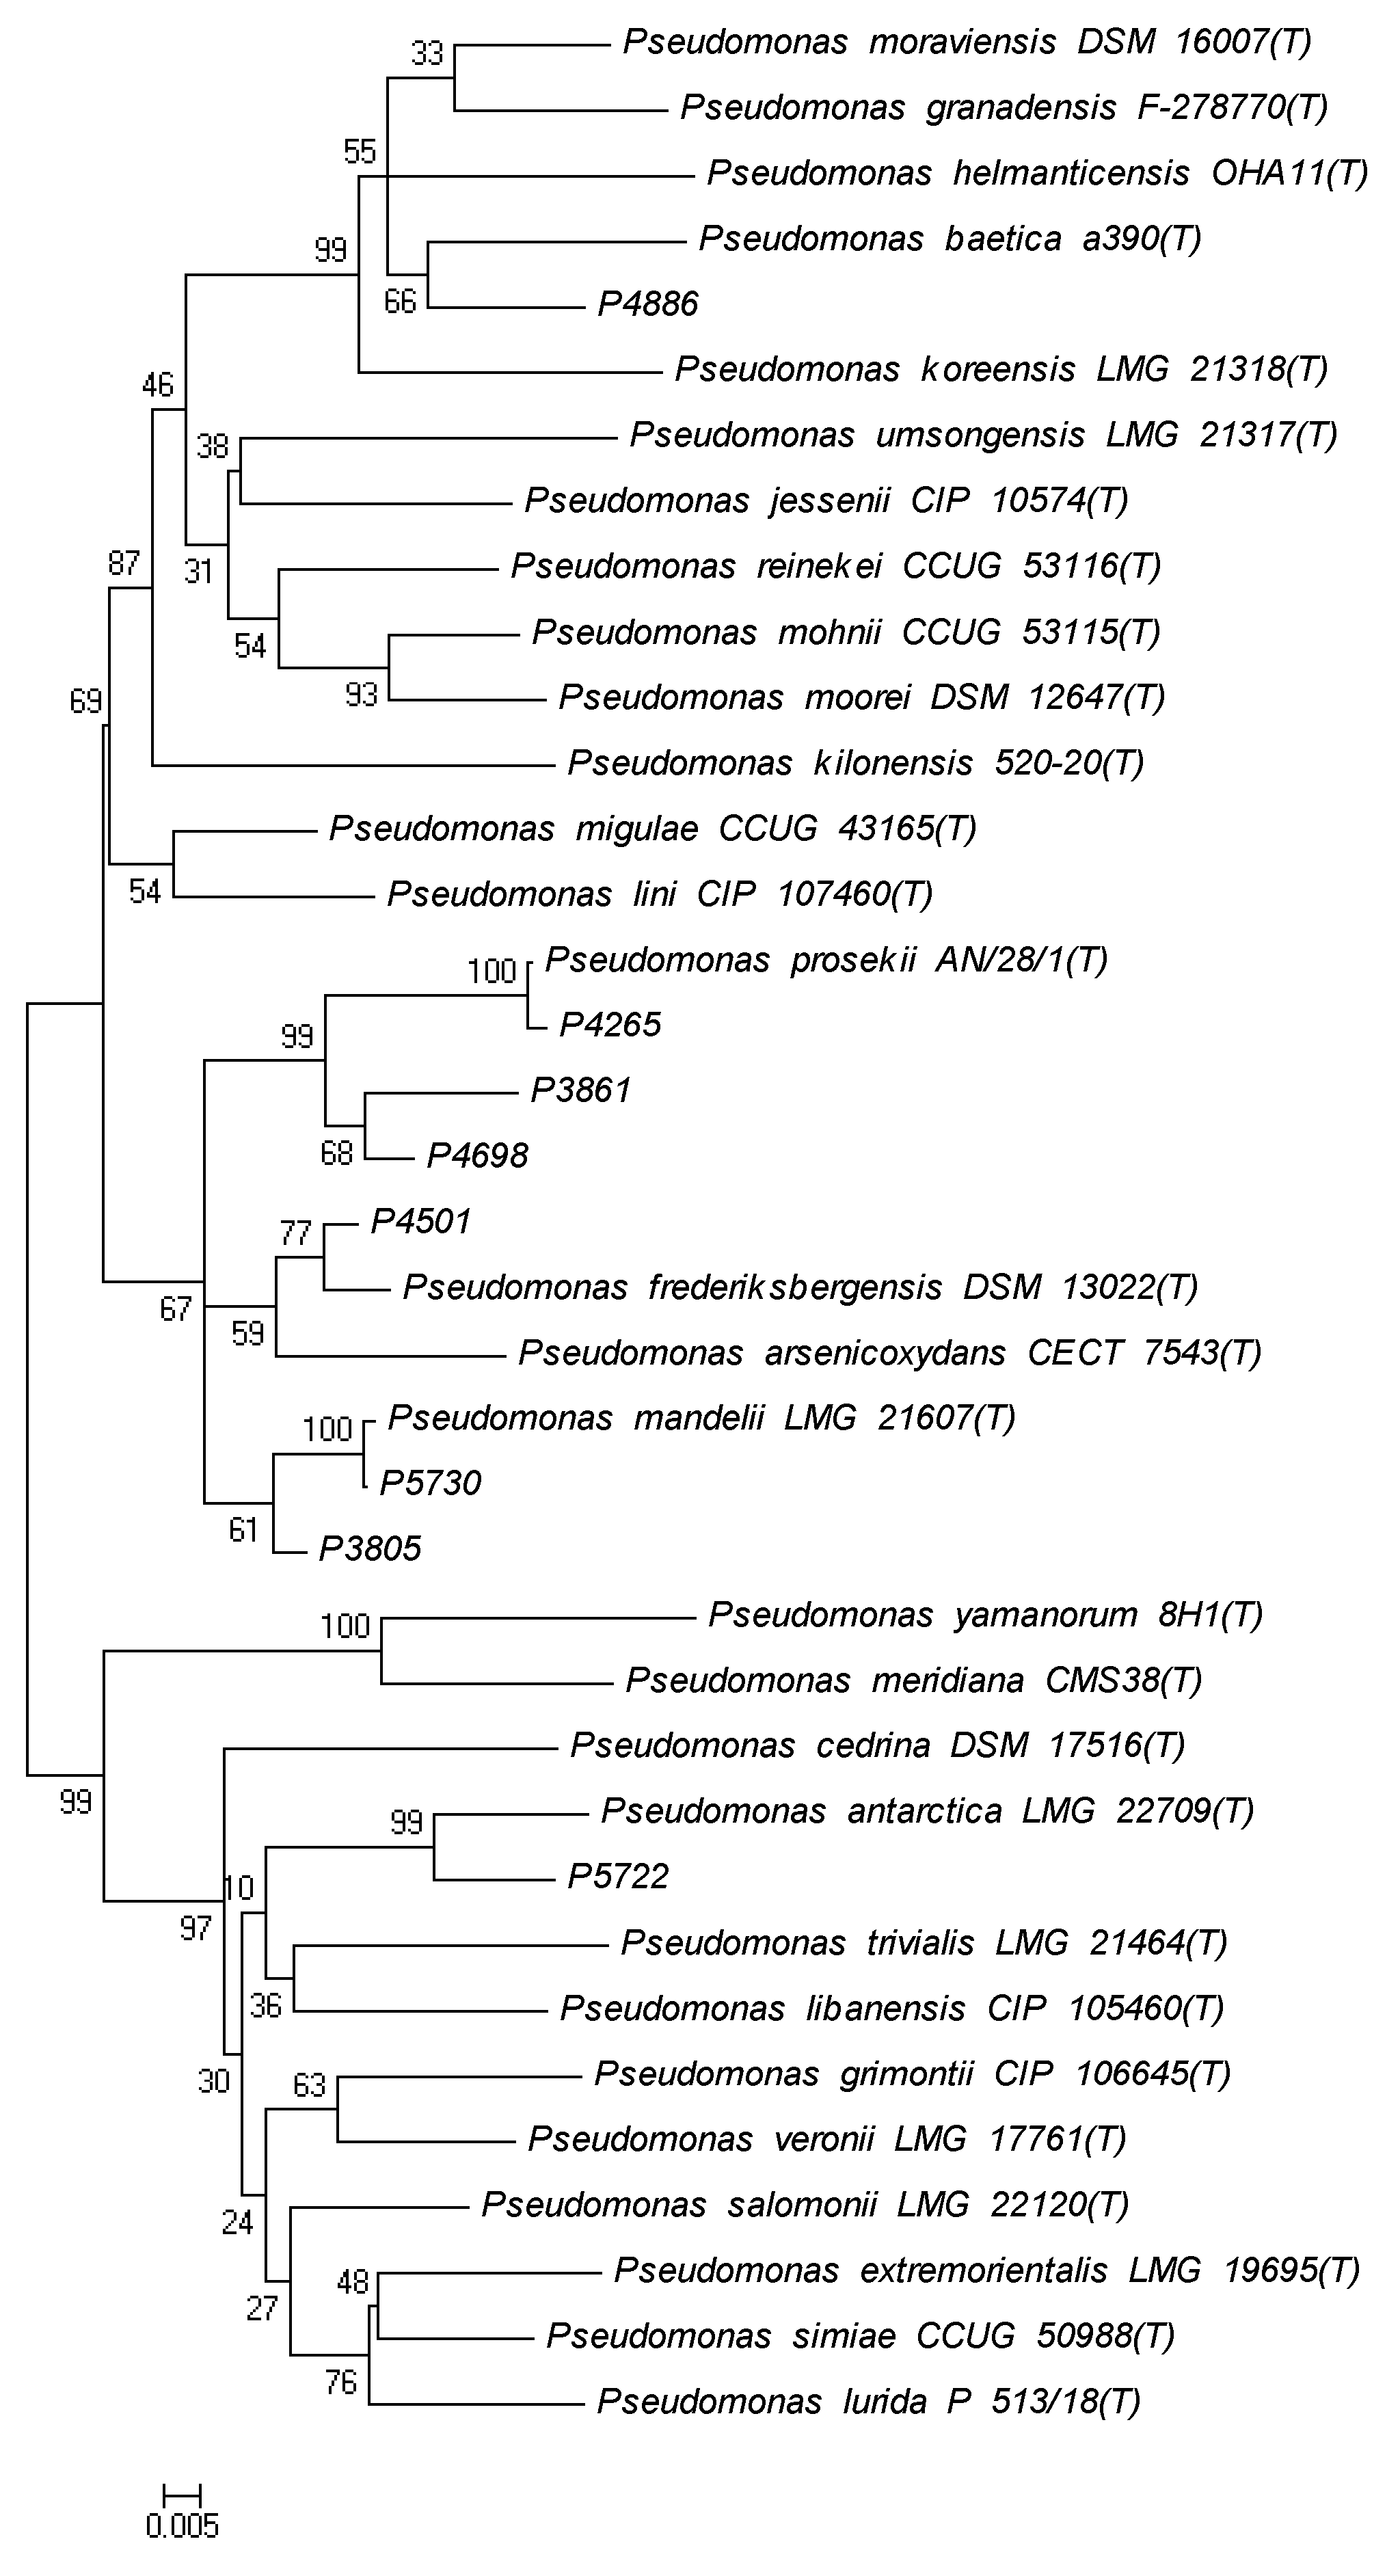 33
Pseudomonas moraviensis DSM 16007(T)
Pseudomonas granadensis F-278770(T)
55
Pseudomonas helmanticensis OHA11(T)
99
Pseudomonas baetica a390(T)
66
P4886
46
Pseudomonas koreensis LMG 21318(T)
38
Pseudomonas umsongensis LMG 21317(T)
Pseudomonas jessenii CIP 10574(T)
87
31
Pseudomonas reinekei CCUG 53116(T)
54
Pseudomonas mohnii CCUG 53115(T)
69
93
Pseudomonas moorei DSM 12647(T)
Pseudomonas kilonensis 520-20(T)
Pseudomonas migulae CCUG 43165(T)
54
Pseudomonas lini CIP 107460(T)
100
Pseudomonas prosekii AN/28/1(T)
99
P4265
P3861
68
P4698
77
P4501
67
Pseudomonas frederiksbergensis DSM 13022(T)
59
Pseudomonas arsenicoxydans CECT 7543(T)
100
Pseudomonas mandelii LMG 21607(T)
P5730
61
P3805
100
Pseudomonas yamanorum 8H1(T)
Pseudomonas meridiana CMS38(T)
Pseudomonas cedrina DSM 17516(T)
99
99
Pseudomonas antarctica LMG 22709(T)
10
P5722
97
Pseudomonas trivialis LMG 21464(T)
36
Pseudomonas libanensis CIP 105460(T)
30
63
Pseudomonas grimontii CIP 106645(T)
Pseudomonas veronii LMG 17761(T)
24
Pseudomonas salomonii LMG 22120(T)
48
Pseudomonas extremorientalis LMG 19695(T)
27
Pseudomonas simiae CCUG 50988(T)
76
Pseudomonas lurida P 513/18(T)
0.005